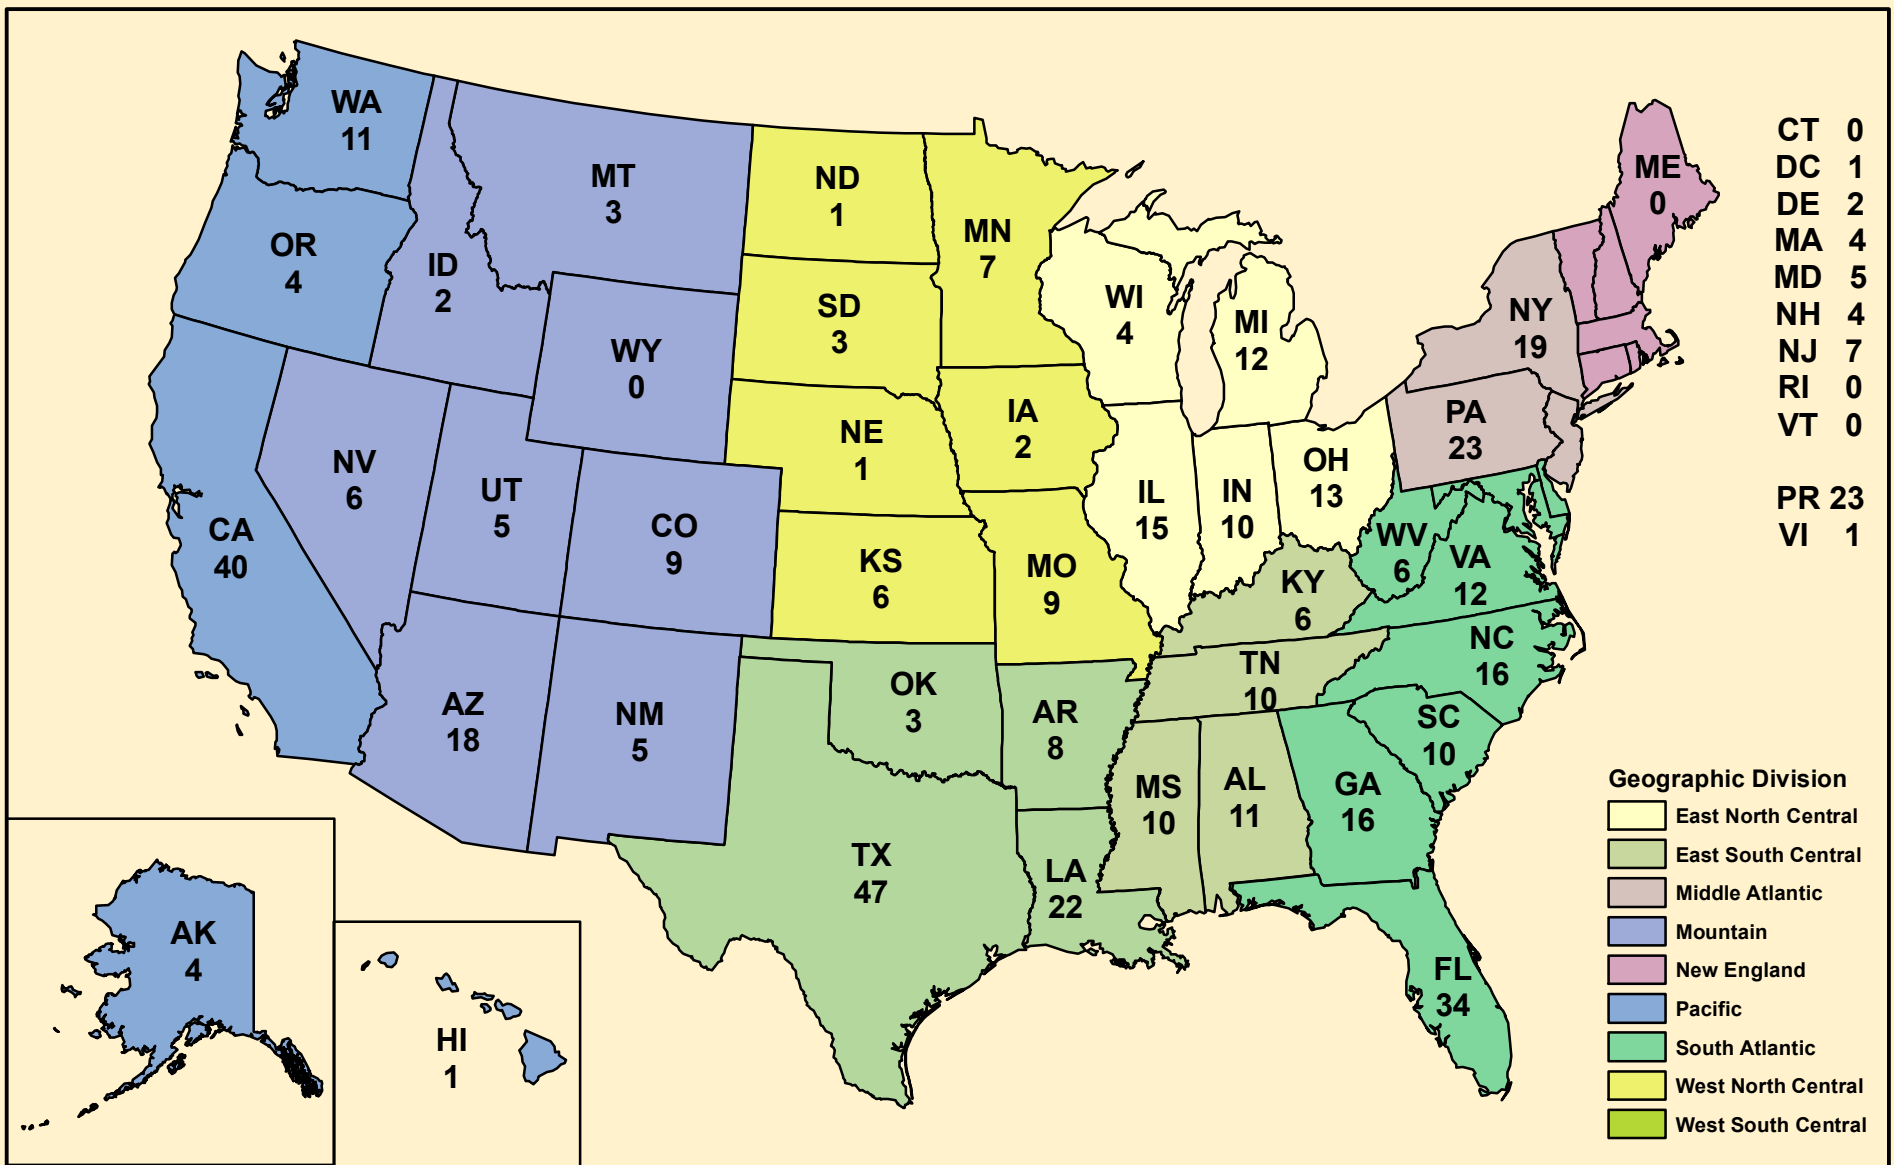 WA
11
OR
4
CA
40
ID
2
NV
6
MT
3
WY
0
UT
5
CO
9
AZ
18
NM
5
ND
1
SD
3
NE
1
KS
6
OK
3
TX
47
MN
7
IA
2
MO
9
AR
8
LA
22
WI
4
IL
15
MI
12
IN
10
OH
13
KY
6
TN
10
MS
10
AL
11
GA
16
FL
34
SC
10
NC
16
VA
12
WV
6
PA
23
NY
19
ME
0
CT 0
DC 1
DE 2
MA 4
MD 5
NH 4
NJ 7
RI 0
VT 0
PR 23
VI 1
AK
4
HI
1
Geographic Division
East North Central
East South Central
Middle Atlantic
Mountain
New England
Pacific
South Atlantic
West North Central
West South Central